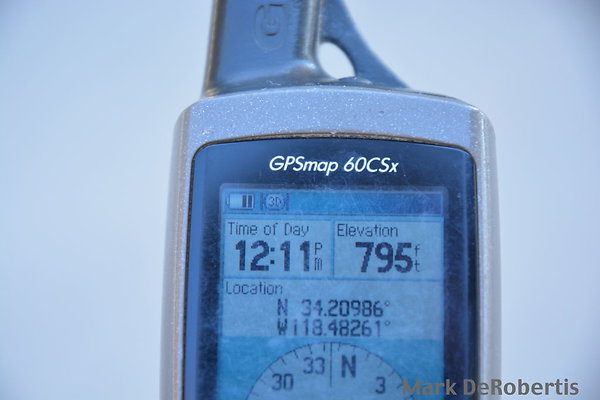 G
GPSmap 60CSx
3D
Time of Day
12:11 Pm
Elevation
795 ft
Location
N 34.20986°
W118.48261°
30 33 N 3
Mark DeRobertis